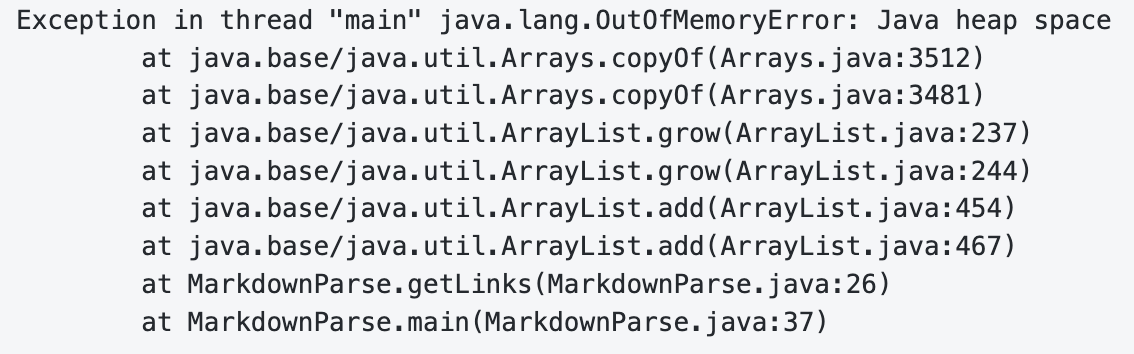 Exception in thread "main" java.lang.OutOfMemoryError: Java heap space
at java.base/java.util.Arrays.copyOf(Arrays.java:3512)
at java.base/java.util.Arrays.copyOf(Arrays.java:3481)
at java.base/java.util.ArrayList.grow(ArrayList.java:237)
at java.base/java.util.ArrayList.grow(ArrayList.java:244)
at java.base/java.util.ArrayList.add(ArrayList.java:454)
at java.base/java.util.ArrayList.add(ArrayList.java:467)
at MarkdownParse.getLinks(MarkdownParse.java:26)
at MarkdownParse.main(MarkdownParse.java:37)